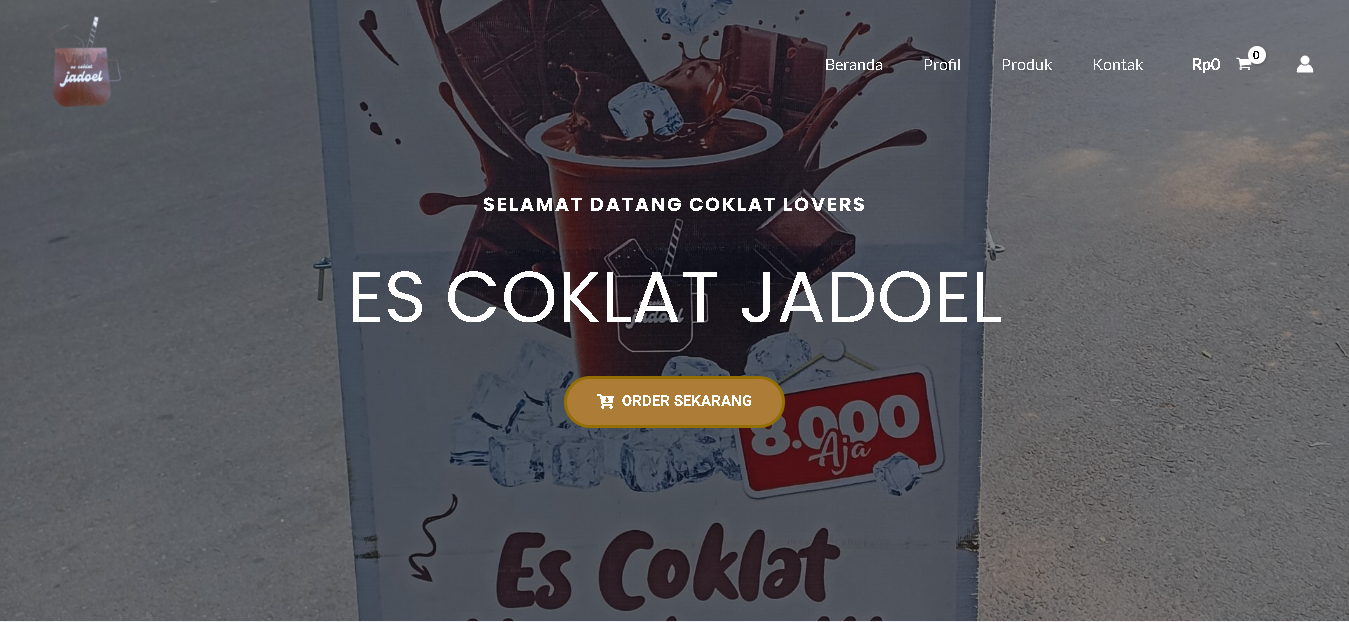 es coklat
jadoel
Beranda
Profil
Produk
Kontak
Rp0
0
SELAMAT DATANG COKLAT LOVERS
ES COKLAT JADOEL
jadoel
ORDER SEKARANG
8.000
Aja
Es Coklat